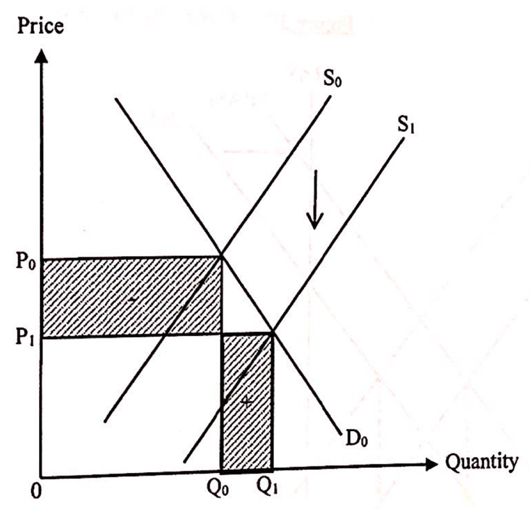 Price
S₀
S₁
P₀
-
P₁
+
D₀
Quantity
0
Q₀
Q₁